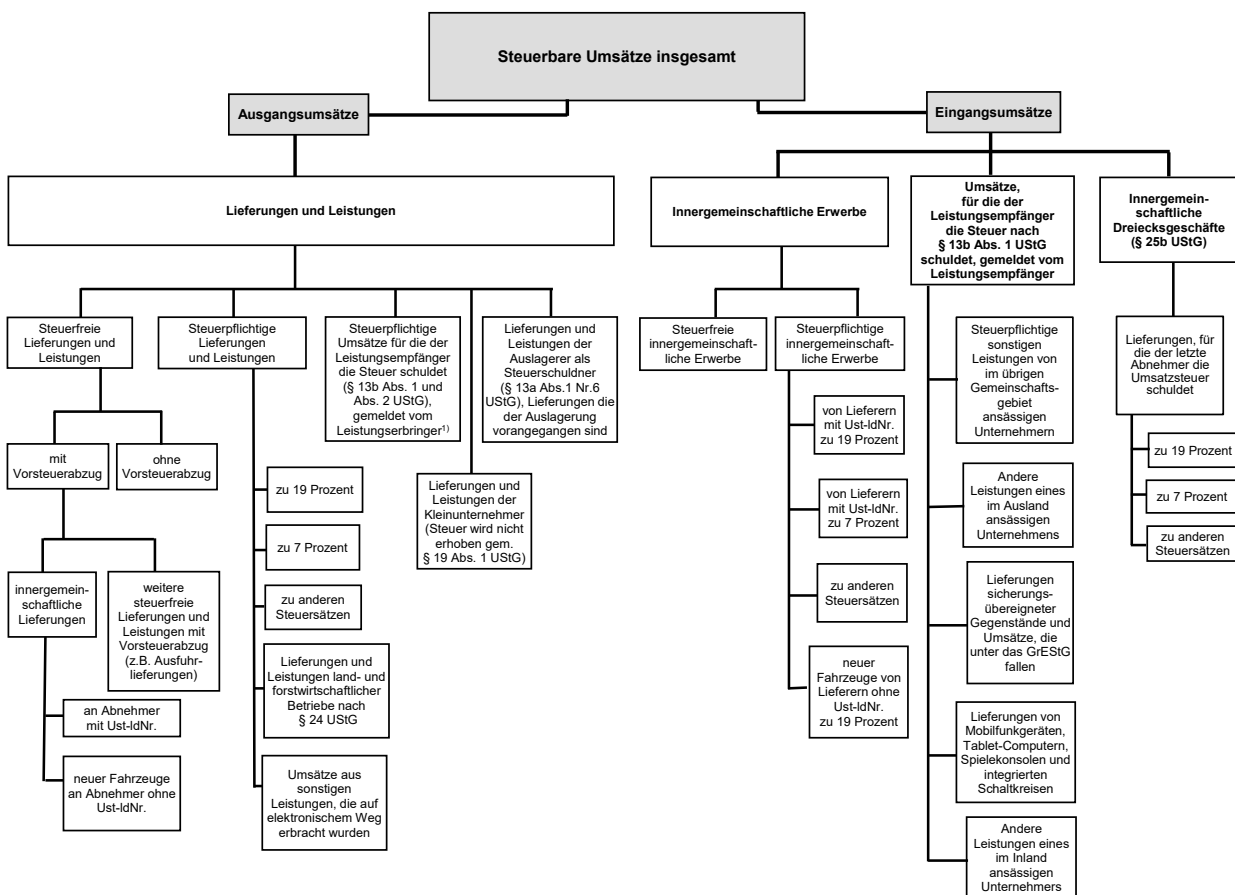 Steuerbare Umsätze insgesamt
Ausgangsumsätze
Eingangsumsätze
Lieferungen und Leistungen
Innergemeinschaftliche Erwerbe
Umsätze,
für die der
Leistungsempfänger
die Steuer nach
§ 13b Abs. 1 UStG
schuldet, gemeldet vom
Leistungsempfänger
Innergemein-
schaftliche
Dreiecksgeschäfte
(§ 25b UStG)
Steuerfreie
Lieferungen und
Leistungen
Steuerpflichtige
Lieferungen
und Leistungen
Steuerpflichtige
Umsätze für die der
Leistungsempfänger
die Steuer schuldet
(§ 13b Abs. 1 und
Abs. 2 UStG),
gemeldet vom
Leistungserbringer1)
Lieferungen und
Leistungen der
Auslagerer als
Steuerschuldner
(§ 13a Abs.1 Nr.6
UStG), Lieferungen die
der Auslagerung
vorangegangen sind
Steuerfreie
innergemeinschaft-
liche Erwerbe
Steuerpflichtige
innergemeinschaft-
liche Erwerbe
Steuerpflichtige
sonstigen
Leistungen von
im übrigen
Gemeinschafts-
gebiet
ansässigen
Unternehmern
Lieferungen, für
die der letzte
Abnehmer die
Umsatzsteuer
schuldet
mit
Vorsteuerabzug
ohne
Vorsteuerabzug
zu 19 Prozent
zu 7 Prozent
zu anderen
Steuersätzen
Lieferungen und
Leistungen land- und
forstwirtschaftlicher
Betriebe nach
§ 24 UStG
Umsätze aus
sonstigen
Leistungen, die auf
elektronischem Weg
erbracht wurden
Lieferungen und
Leistungen der
Kleinunternehmer
(Steuer wird nicht
erhoben gem.
§ 19 Abs. 1 UStG)
innergemein-
schaftliche
Lieferungen
weitere
steuerfreie
Lieferungen und
Leistungen mit
Vorsteuerabzug
(z.B. Ausfuhr-
lieferungen)
an Abnehmer
mit Ust-IdNr.
neuer Fahrzeuge
an Abnehmer ohne
Ust-IdNr.
von Lieferern
mit Ust-IdNr.
zu 19 Prozent
von Lieferern
mit Ust-IdNr.
zu 7 Prozent
zu anderen
Steuersätzen
neuer
Fahrzeuge von
Lieferern ohne
Ust-IdNr.
zu 19 Prozent
Andere
Leistungen eines
im Ausland
ansässigen
Unternehmens
Lieferungen
sicherungs-
übereigneter
Gegenstände und
Umsätze, die
unter das GrEStG
fallen
Lieferungen von
Mobilfunkgeräten,
Tablet-Computern,
Spielekonsolen und
integrierten
Schaltkreisen
Andere
Leistungen eines
im Inland
ansässigen
Unternehmers
zu 19 Prozent
zu 7 Prozent
zu anderen
Steuersätzen